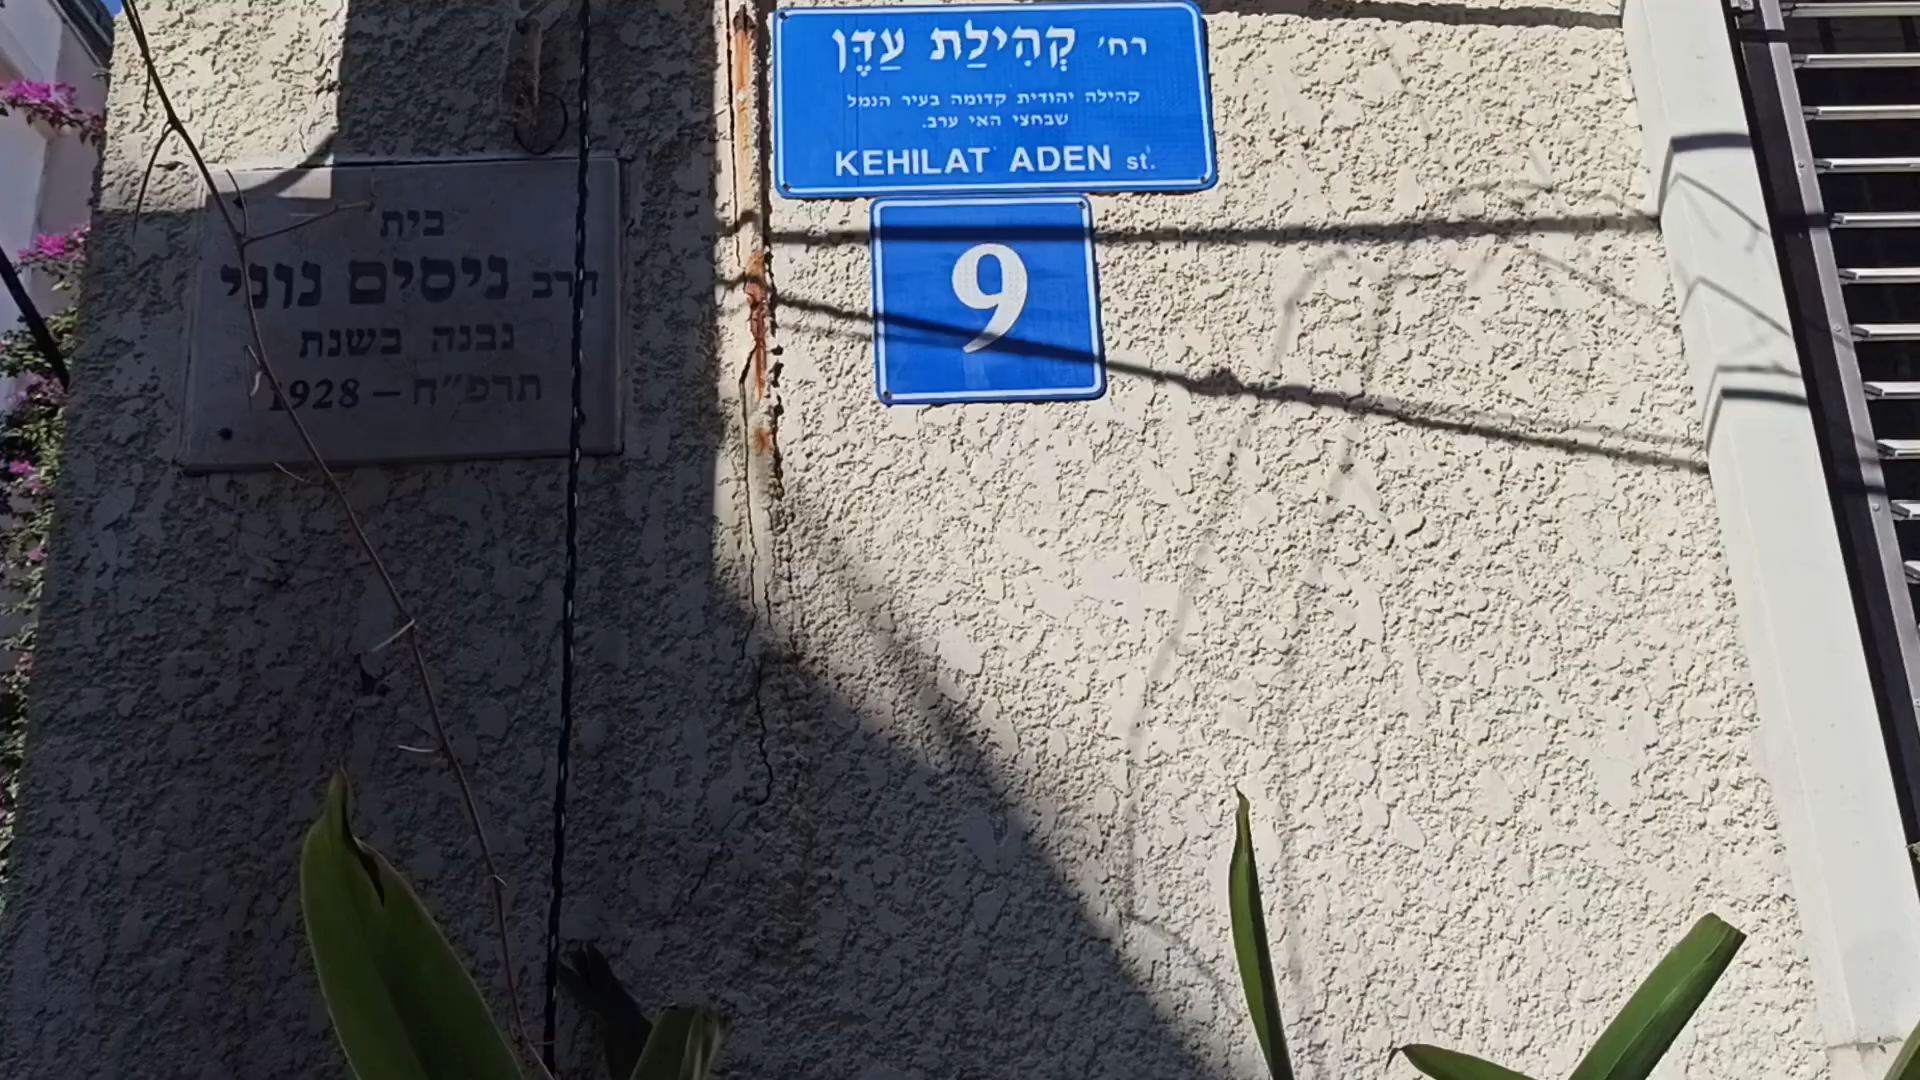 רח' קְהִילַת עַדֶן
קהילה יהודית קדומה בעיר הנמל
שבחצי האי ערב.
KEHILAT ADEN st.
9
בית
הרב ניסים נוני
נבנה בשנת
תרפ"ח – 1928